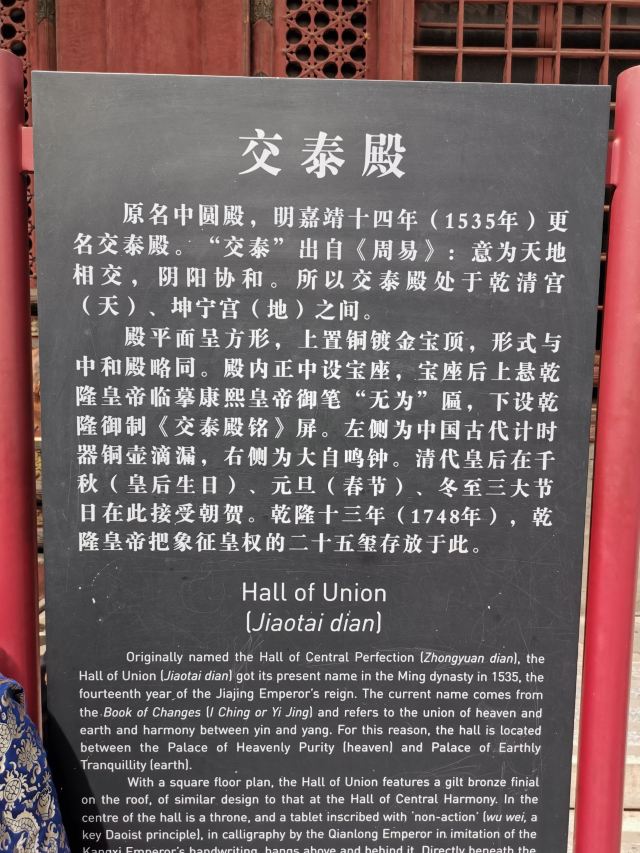 交泰殿
原名中圆殿，明嘉靖十四年（1535年）更
名交泰殿。“交泰”出自《周易》：意为天地
相交，阴阳协和。所以交泰殿处于乾清宫
（天）、坤宁宫（地）之间。
殿平面呈方形，上置铜镀金宝顶，形式与
中和殿略同。殿内正中设宝座，宝座后上悬乾
隆皇帝临摹康熙皇帝御笔“无为”匾，下设乾
隆御制《交泰殿铭》屏。左侧为中国古代计时
器铜壶滴漏，右侧为大自鸣钟。清代皇后在千
秋（皇后生日）、元旦（春节）、冬至三大节
日在此接受朝贺。乾隆十三年（1748年），乾
隆皇帝把象征皇权的二十五玺存放于此。
Hall of Union
(Jiaotai dian)
Originally named the Hall of Central Perfection (Zhongyuan dian), the
Hall of Union (Jiaotai dian) got its present name in the Ming dynasty in 1535, the
fourteenth year of the Jiajing Emperor's reign. The current name comes from
the Book of Changes (I Ching or Yi Jing) and refers to the union of heaven and
earth and harmony between yin and yang. For this reason, the hall is located
between the Palace of Heavenly Purity (heaven) and Palace of Earthly
Tranquillity (earth).
With a square floor plan, the Hall of Union features a gilt bronze finial
on the roof, of similar design to that at the Hall of Central Harmony. In the
centre of the hall is a throne, and a tablet inscribed with 'non-action' (wu wei, a
key Daoist principle), in calligraphy by the Qianlong Emperor in imitation of the
Kangxi Emperor's handwriting, hangs above and behind it. Directly beneath the